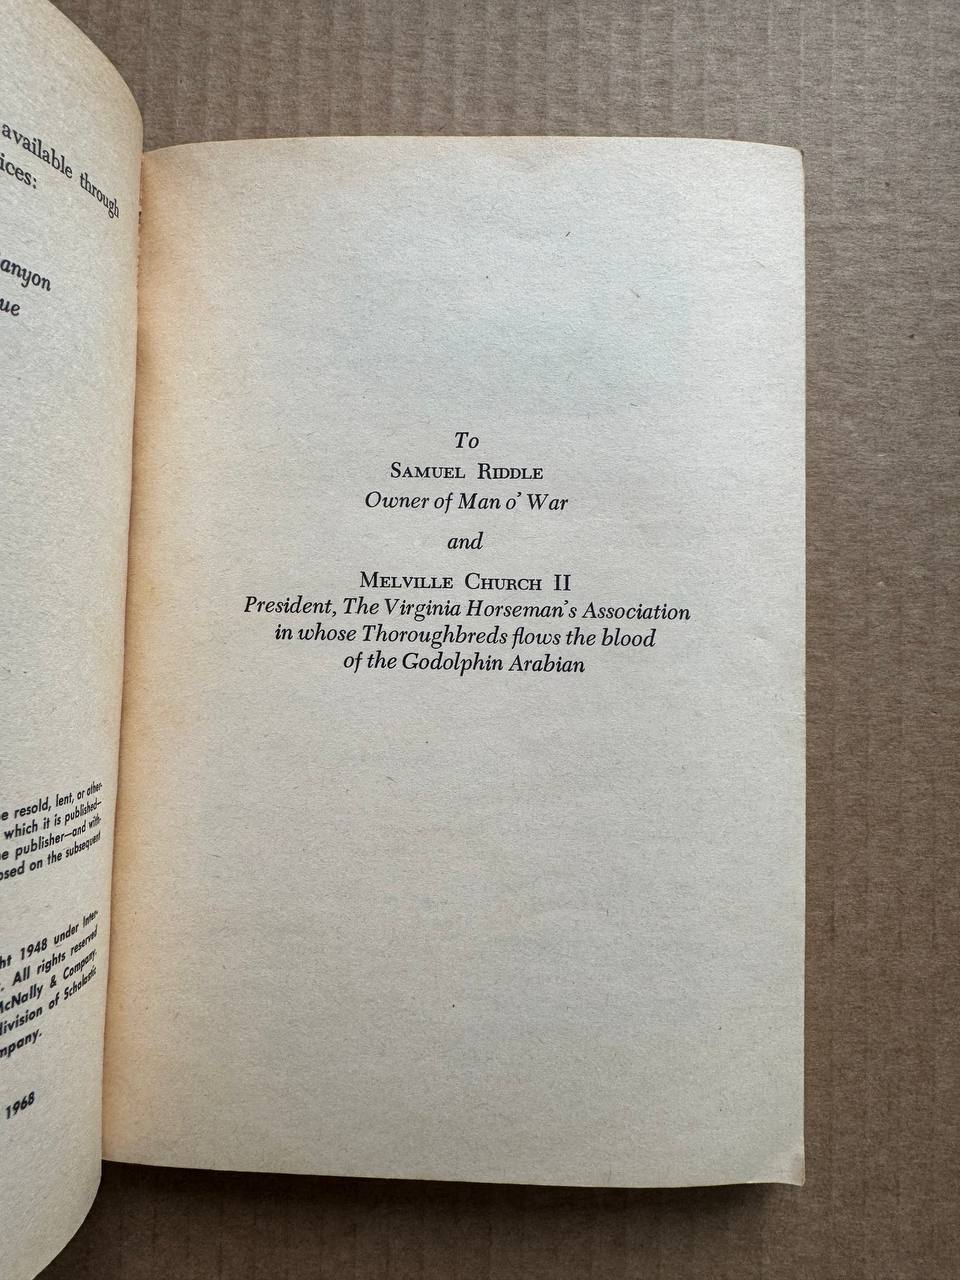 available through
ices:
anyon
ue
e resold, lent, or other-
which it is published—
e publisher—and with-
osed on the subsequent
ht 1948 under Inter-
. All rights reserved
McNally & Company.
division of Scholastic
mpany.
1968
To
SAMUEL RIDDLE
Owner of Man o' War
and
MELVILLE CHURCH II
President, The Virginia Horseman's Association
in whose Thoroughbreds flows the blood
of the Godolphin Arabian